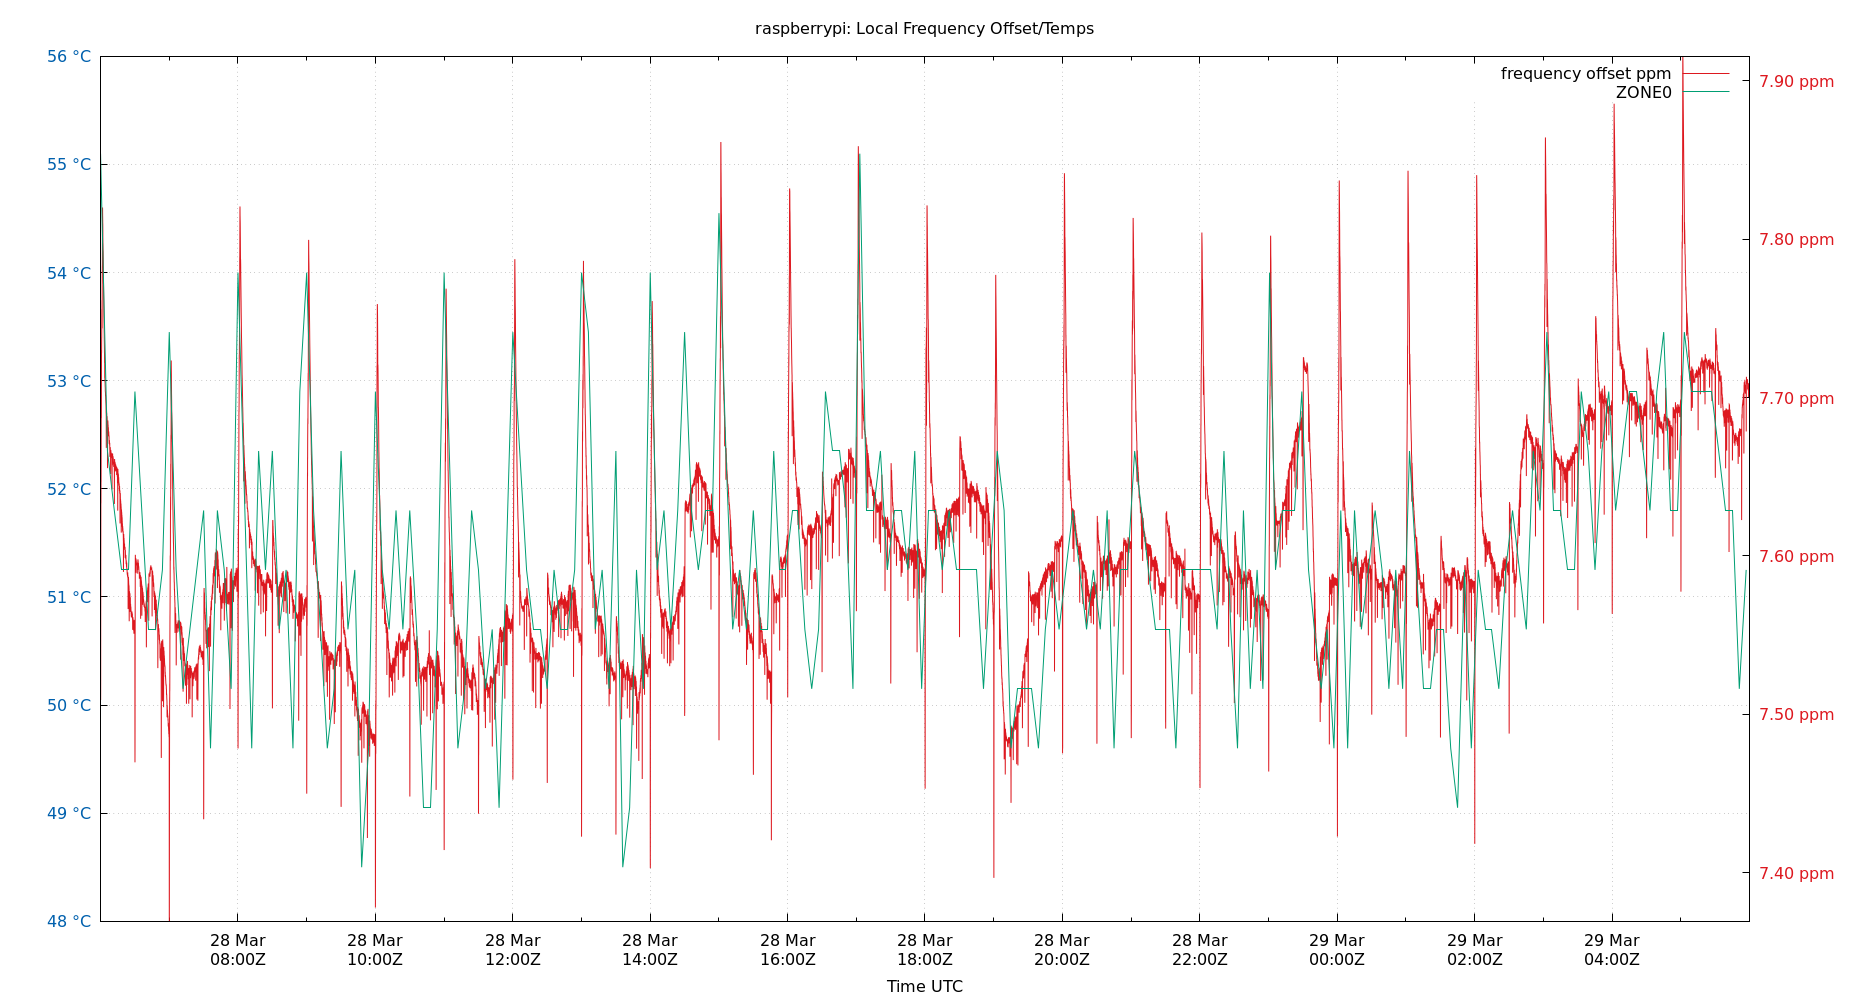 raspberrypi: Local Frequency Offset/Temps
56 °C
55 °C
54 °C
53 °C
52 °C
51 °C
50 °C
49 °C
48 °C
frequency offset ppm
ZONE0
7.90 ppm
7.80 ppm
7.70 ppm
7.60 ppm
7.50 ppm
7.40 ppm
28 Mar 28 Mar 28 Mar 28 Mar 28 Mar 28 Mar 28 Mar 28 Mar 29 Mar 29 Mar 29 Mar
08:00Z 10:00Z 12:00Z 14:00Z 16:00Z 18:00Z 20:00Z 22:00Z 00:00Z 02:00Z 04:00Z
Time UTC